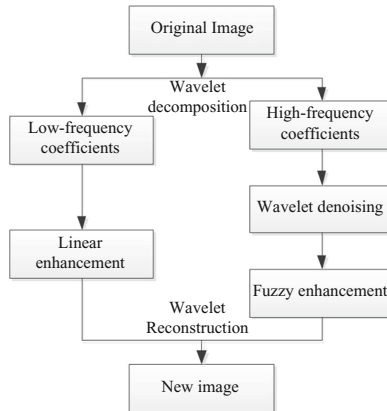 Original Image
Wavelet
decomposition
Low-frequency
coefficients
High-frequency
coefficients
Wavelet denoising
Linear
enhancement
Fuzzy enhancement
Wavelet
Reconstruction
New image